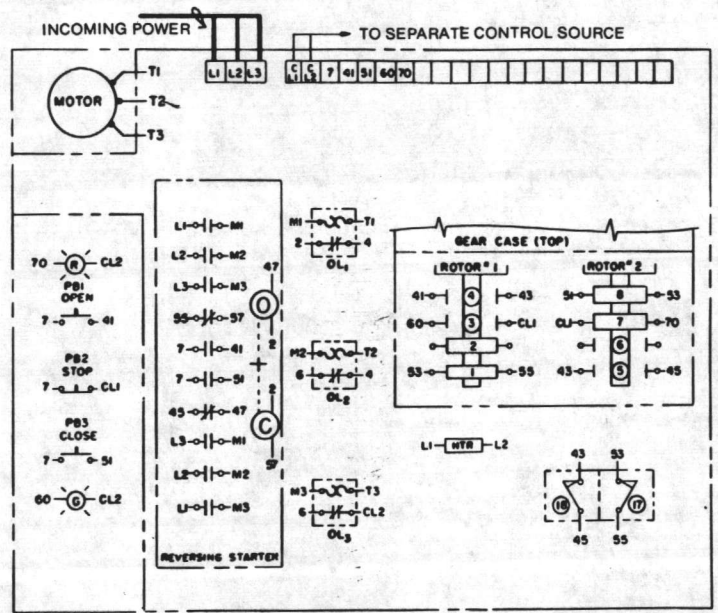 INCOMING POWER
TO SEPARATE CONTROL SOURCE
L1 L2 L3 CL1 CL2 7 41 51 60 70
T1
MOTOR T2
T3
L1 M1
L2 M2
L3 M3
55 57
7 41
7 51
45 47
L3 M1
L2 M2
L1 M3
REVERSING STARTER
47
O
2
2
C
57
M1 T1
2 4
OL1
M2 T2
6 4
OL2
M3 T3
6 CL2
OL3
70 R CL2
PB1
OPEN
7 41
PB2
STOP
7 CL1
PB3
CLOSE
7 51
60 G CL2
GEAR CASE (TOP)
ROTOR #1 ROTOR #2
41 4 43 51 8 53
60 3 CL1 CL1 7 70
2 6
53 1 55 43 5 45
L1 HTR L2
43 53
18 17
45 55